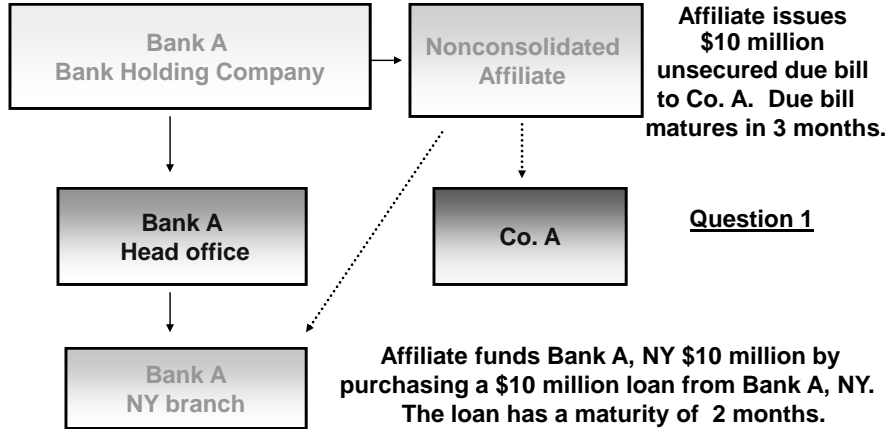 Bank A
Bank Holding Company
Nonconsolidated
Affiliate
Affiliate issues
$10 million
unsecured due bill
to Co. A. Due bill
matures in 3 months.
Bank A
Head office
Co. A
Question 1
Bank A
NY branch
Affiliate funds Bank A, NY $10 million by
purchasing a $10 million loan from Bank A, NY.
The loan has a maturity of 2 months.